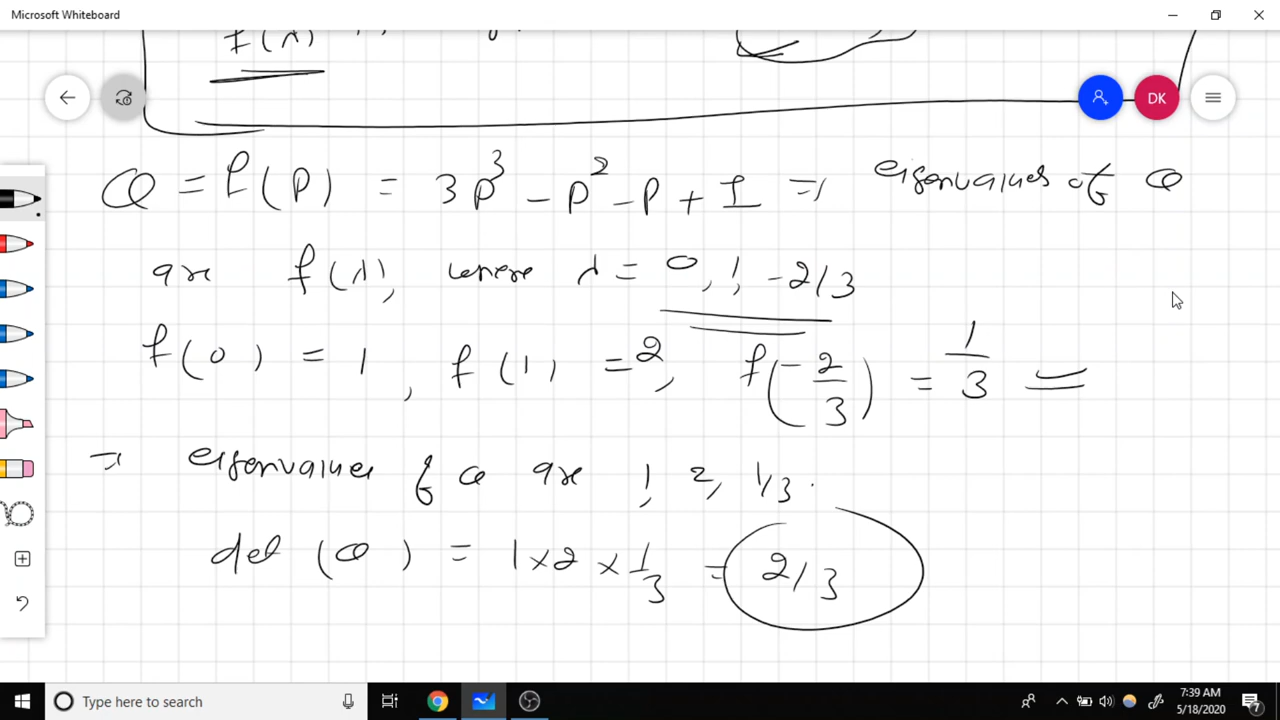 Microsoft Whiteboard
f(λ)
DK
Q = f(P) = 3P³ - P² - P + I ⇒ eigenvalues of Q
are f(λ), where λ = 0, 1, -2/3
f(0) = 1, f(1) = 2, f(-2/3) = 1/3
⇒ eigenvalues of Q are 1, 2, 1/3.
det (Q) = 1 × 2 × 1/3 = 2/3
Type here to search
7:39 AM
5/18/2020
7